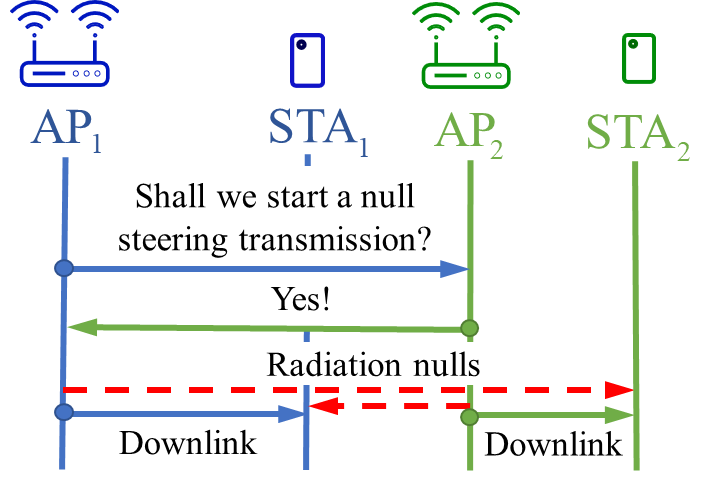 AP1
STA1
AP2
STA2
Shall we start a null
steering transmission?
Yes!
Radiation nulls
Downlink
Downlink